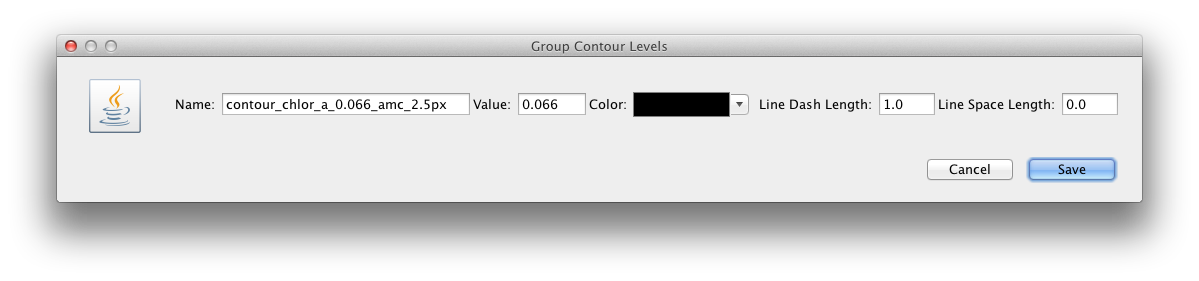 Group Contour Levels
Name: contour_chlor_a_0.066_amc_2.5px Value: 0.066 Color: Line Dash Length: 1.0 Line Space Length: 0.0
Cancel Save